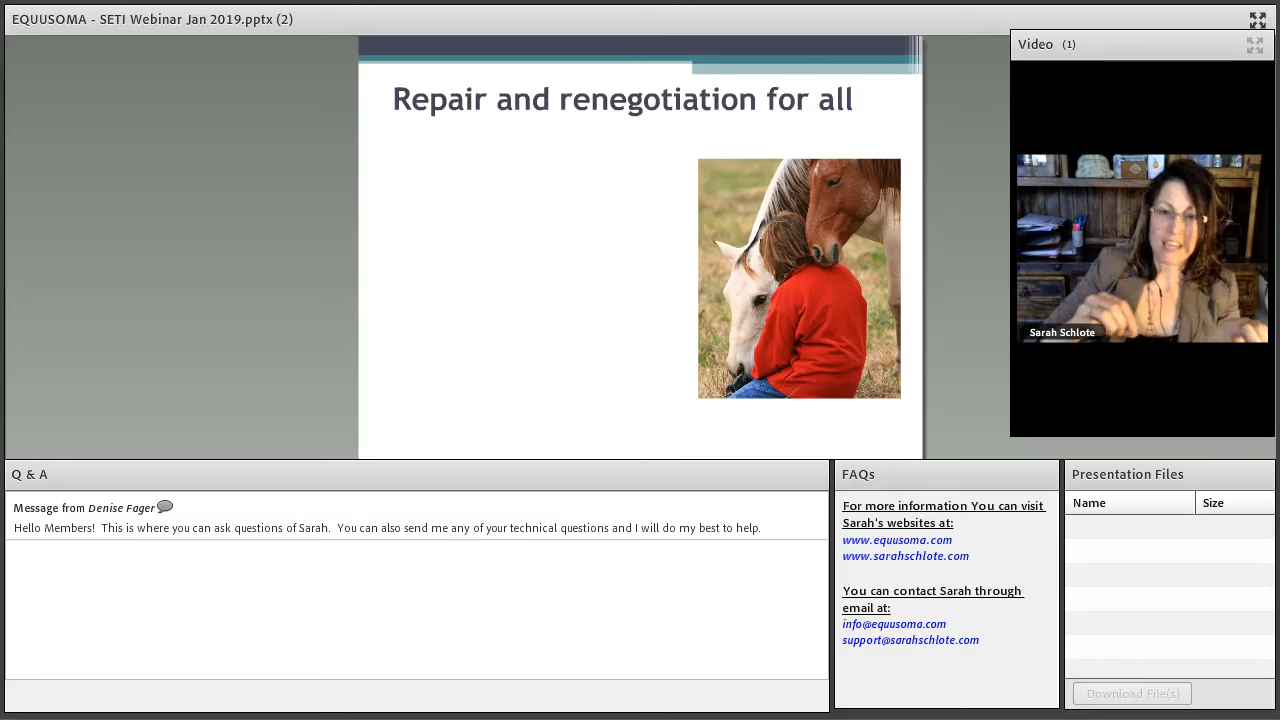 EQUUSOMA - SETI Webinar Jan 2019.pptx (2)
Video (1)
Repair and renegotiation for all
Sarah Schlote
Q & A
Message from Denise Fager
Hello Members! This is where you can ask questions of Sarah. You can also send me any of your technical questions and I will do my best to help.
FAQs
For more information You can visit
Sarah's websites at:
www.equusoma.com
www.sarahschlote.com
You can contact Sarah through
email at:
info@equusoma.com
support@sarahschlote.com
Presentation Files
Name Size
Download File(s)